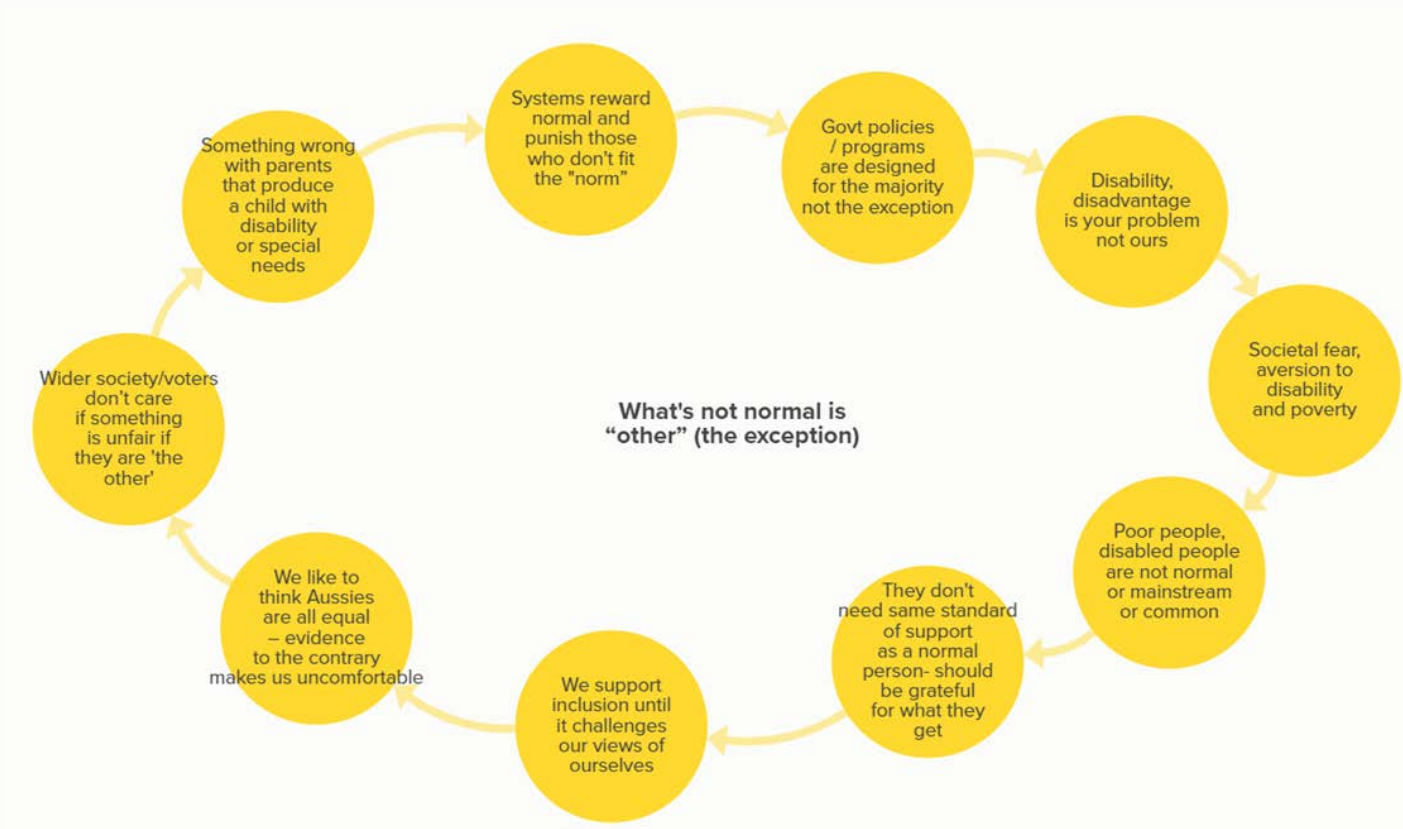 Systems reward
normal and
punish those
who don't fit
the "norm”
Govt policies
/ programs
are designed
for the majority
not the exception
Disability,
disadvantage
is your problem
not ours
Societal fear,
aversion to
disability
and poverty
Poor people,
disabled people
are not normal
or mainstream
or common
They don't
need same standard
of support
as a normal
person- should
be grateful
for what they
get
We support
inclusion until
it challenges
our views of
ourselves
We like to
think Aussies
are all equal
– evidence
to the contrary
makes us uncomfortable
Wider society/voters
don't care
if something
is unfair if
they are 'the
other'
Something wrong
with parents
that produce
a child with
disability
or special
needs
What's not normal is
“other” (the exception)